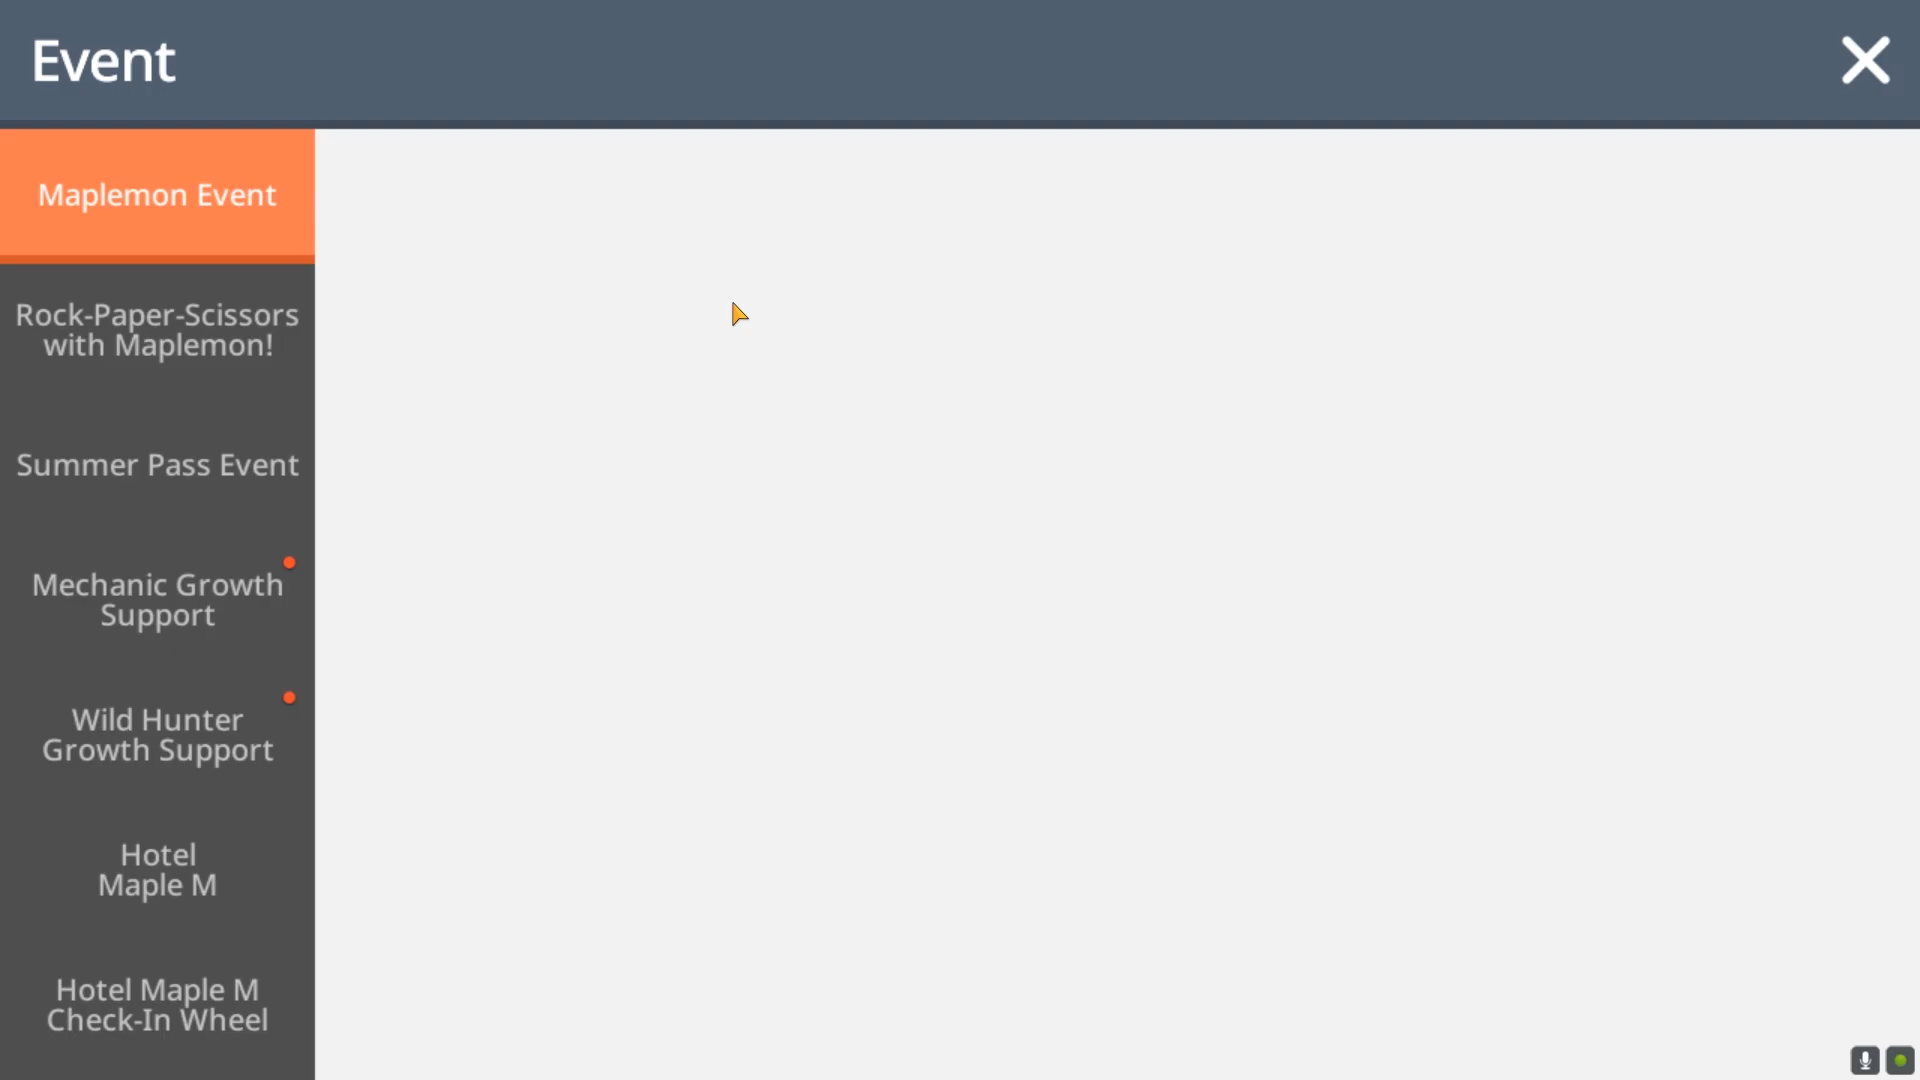 Event
Maplemon Event
Rock-Paper-Scissors
with Maplemon!
Summer Pass Event
Mechanic Growth
Support
Wild Hunter
Growth Support
Hotel
Maple M
Hotel Maple M
Check-In Wheel